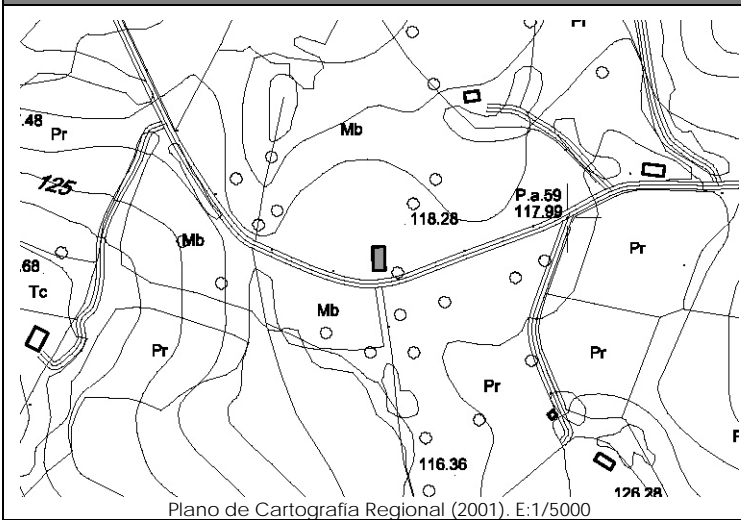 Mb
.48
Pr
125
P.a.59
118.28
117.99
Mb
Pr
.68
Tc
Mb
Pr
Pr
Pr
116.36
126.28
Plano de Cartografía Regional (2001). E:1/5000